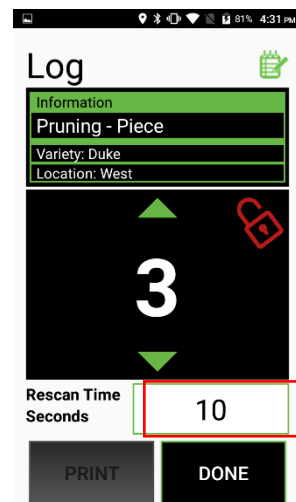 81% 4:31 PM
Log
Information
Pruning - Piece
Variety: Duke
Location: West
3
Rescan Time
Seconds
10
PRINT
DONE